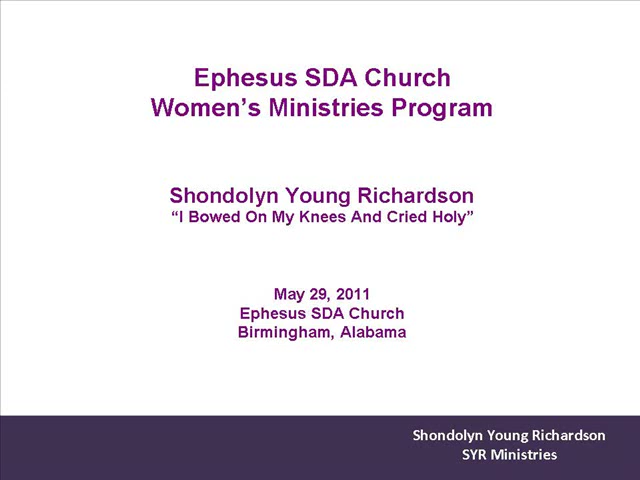 Ephesus SDA Church
Women's Ministries Program
Shondolyn Young Richardson
“I Bowed On My Knees And Cried Holy”
May 29, 2011
Ephesus SDA Church
Birmingham, Alabama
Shondolyn Young Richardson
SYR Ministries